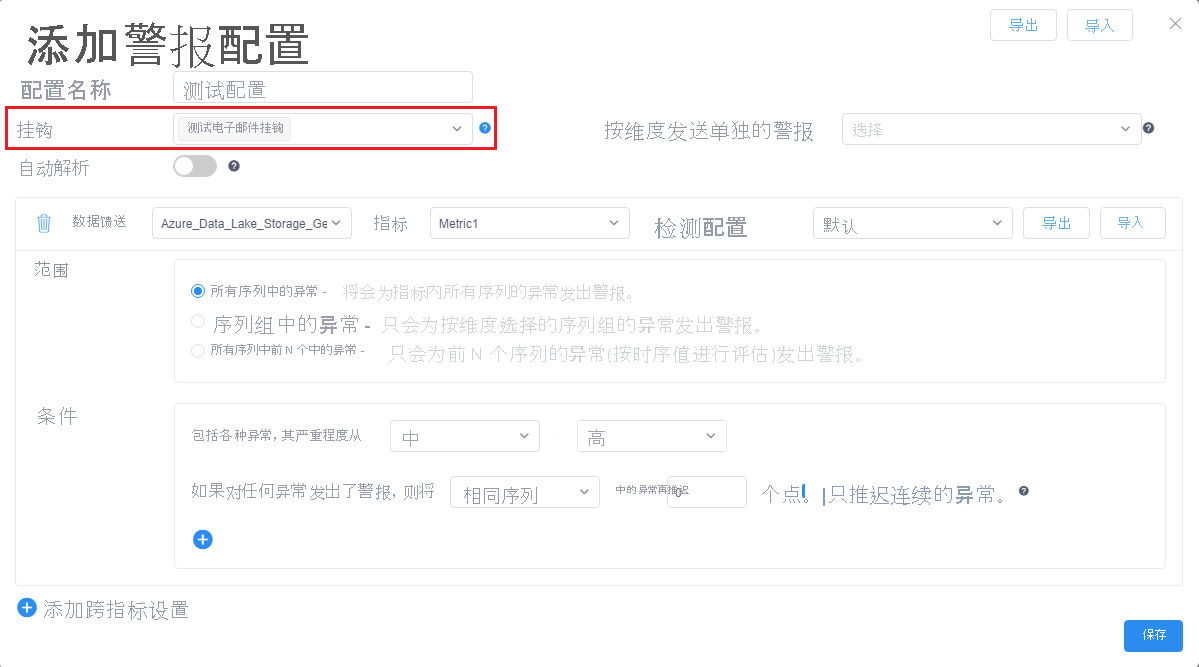 添加警报配置 导出 导入
配置名称 测试配置
挂钩 测试电子邮件挂钩 按维度发送单独的警报 选择
自动解析
数据馈送 Azure_Data_Lake_Storage_Ge 指标 Metric1 检测配置 默认 导出 导入
范围
所有序列中的异常 - 将会为指标内所有序列的异常发出警报。
序列组中的异常 - 只会为按维度选择的序列组的异常发出警报。
所有序列中前 N 个中的异常 - 只会为前 N 个序列的异常(按时序值进行评估)发出警报。
条件
包括各种异常, 其严重程度从 中 高
如果对任何异常发出了警报, 则将 相同序列 中的异常再推迟 0 个点。 只推迟连续的异常。
添加跨指标设置
保存